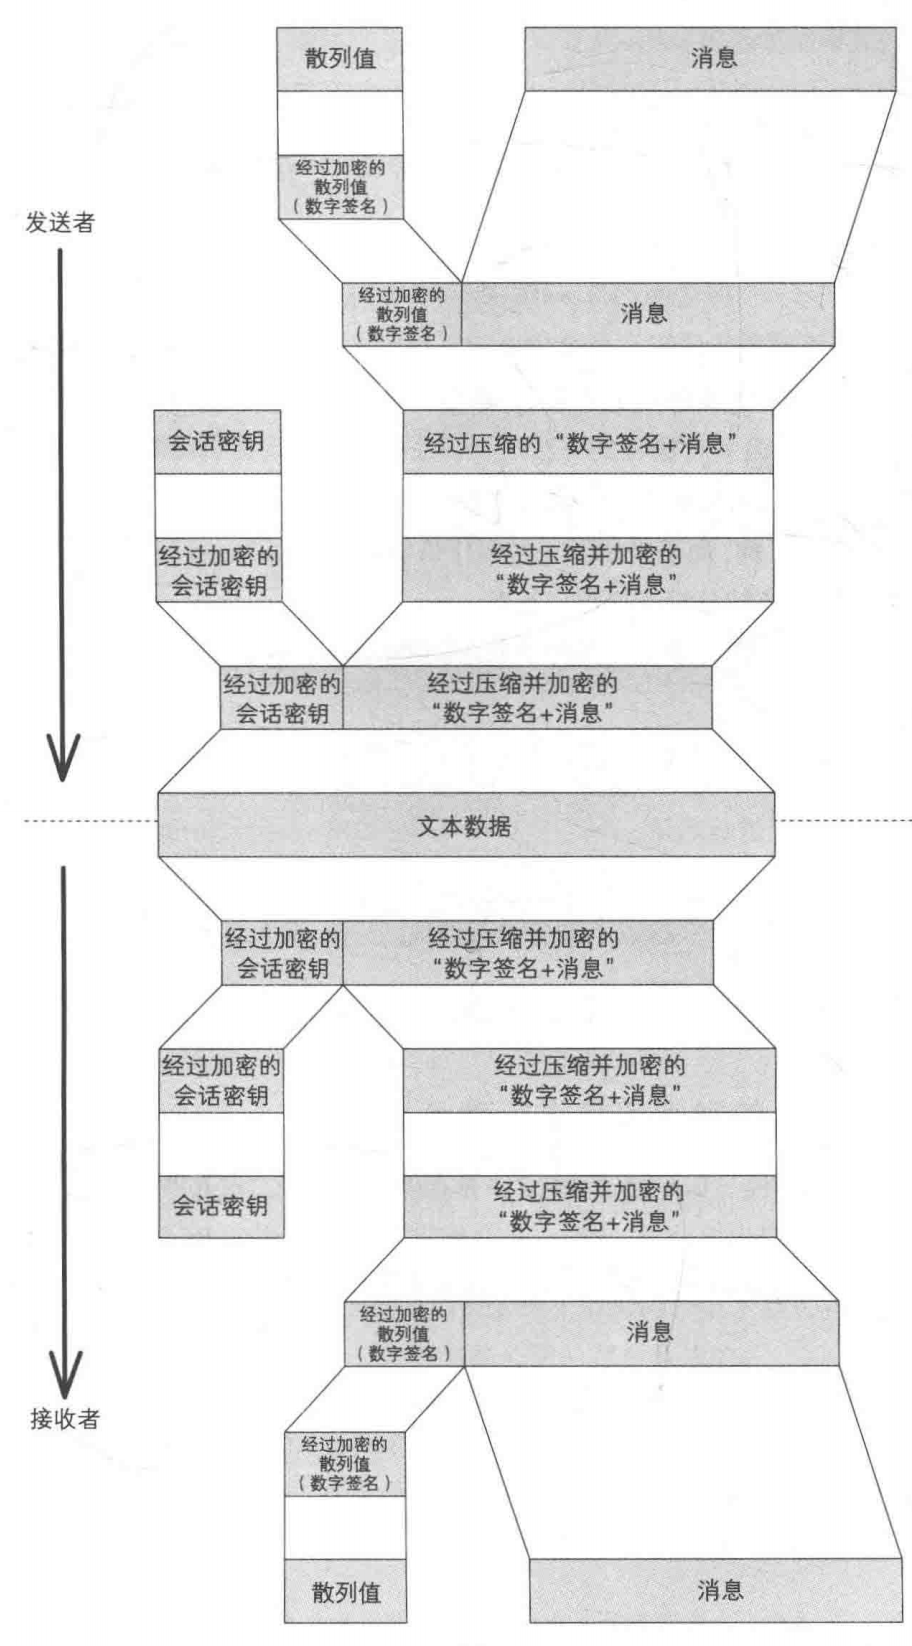 散列值
消息
经过加密的
散列值
（数字签名）
发送者
经过加密的
散列值
（数字签名）
消息
会话密钥
经过压缩的“数字签名+消息”
经过加密的
会话密钥
经过压缩并加密的
“数字签名+消息”
经过加密的
会话密钥
经过压缩并加密的
“数字签名+消息”
文本数据
经过加密的
会话密钥
经过压缩并加密的
“数字签名+消息”
经过加密的
会话密钥
经过压缩并加密的
“数字签名+消息”
会话密钥
经过压缩并加密的
“数字签名+消息”
经过加密的
散列值
（数字签名）
消息
接收者
经过加密的
散列值
（数字签名）
散列值
消息